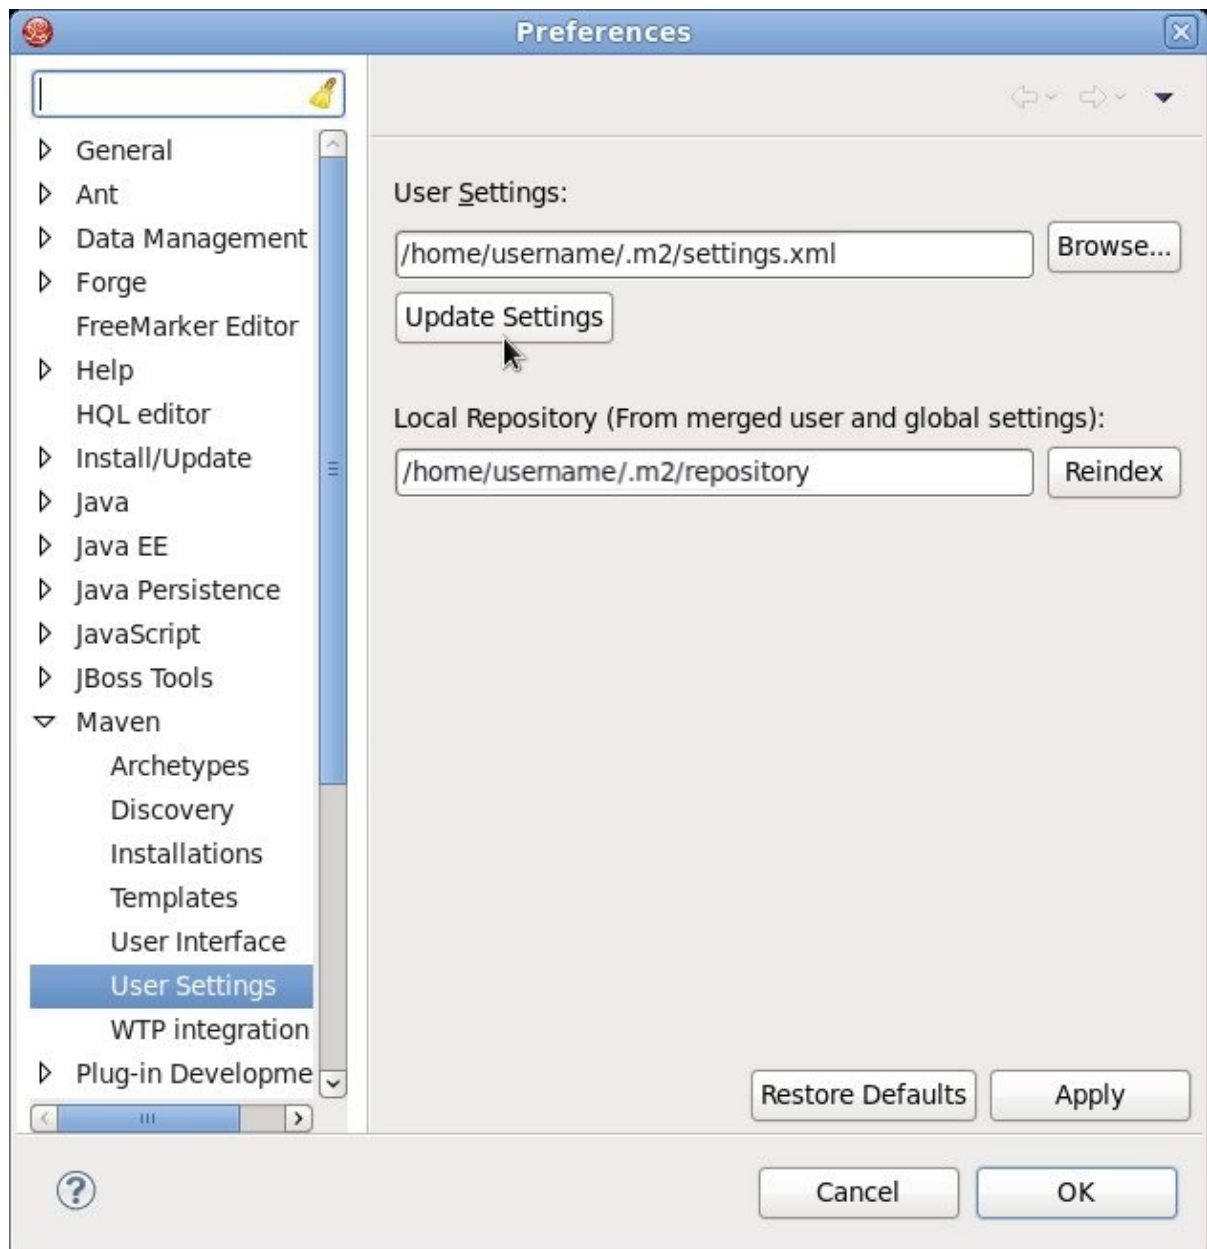 Preferences
General
Ant
Data Management
Forge
FreeMarker Editor
Help
HQL editor
Install/Update
Java
Java EE
Java Persistence
JavaScript
JBoss Tools
Maven
Archetypes
Discovery
Installations
Templates
User Interface
User Settings
WTP integration
Plug-in Developme
User Settings:
/home/username/.m2/settings.xml
Browse...
Update Settings
Local Repository (From merged user and global settings):
/home/username/.m2/repository
Reindex
Restore Defaults
Apply
?
Cancel
OK